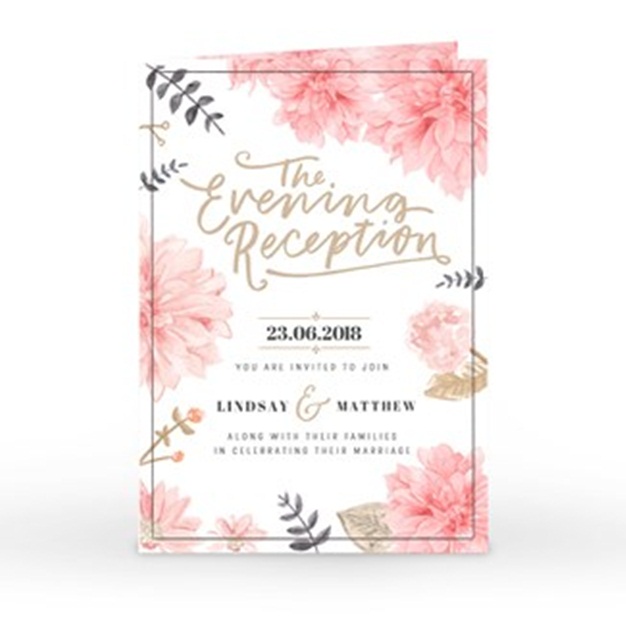 The
Evening
Reception
23.06.2018
YOU ARE INVITED TO JOIN
LINDSAY & MATTHEW
ALONG WITH THEIR FAMILIES
IN CELEBRATING THEIR MARRIAGE